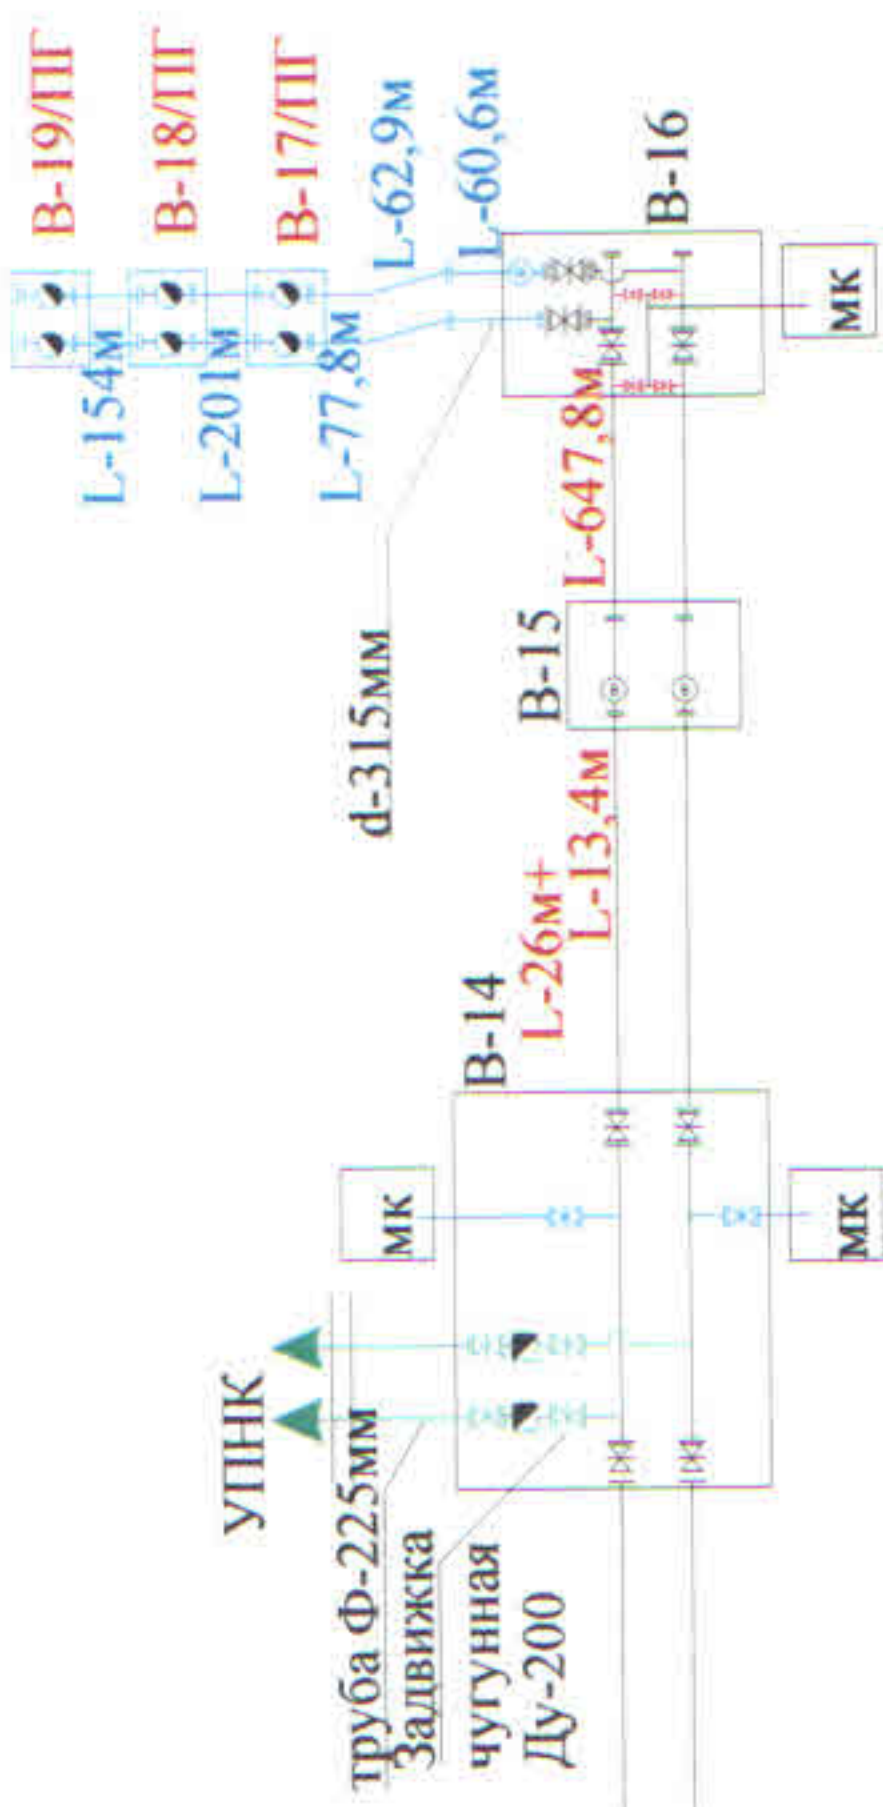 В-19/ПГ
В-18/ПГ
В-17/ПГ
L-62,9м
L-60,6м
В-16
мк
L-154м
L-201м
L-77,8м
L-647,8м
d-315мм
В-15
L-26м+
L-13,4м
В-14
мк
мк
УПНК
труба Ф-225мм
Задвижка
чугунная
Ду-200